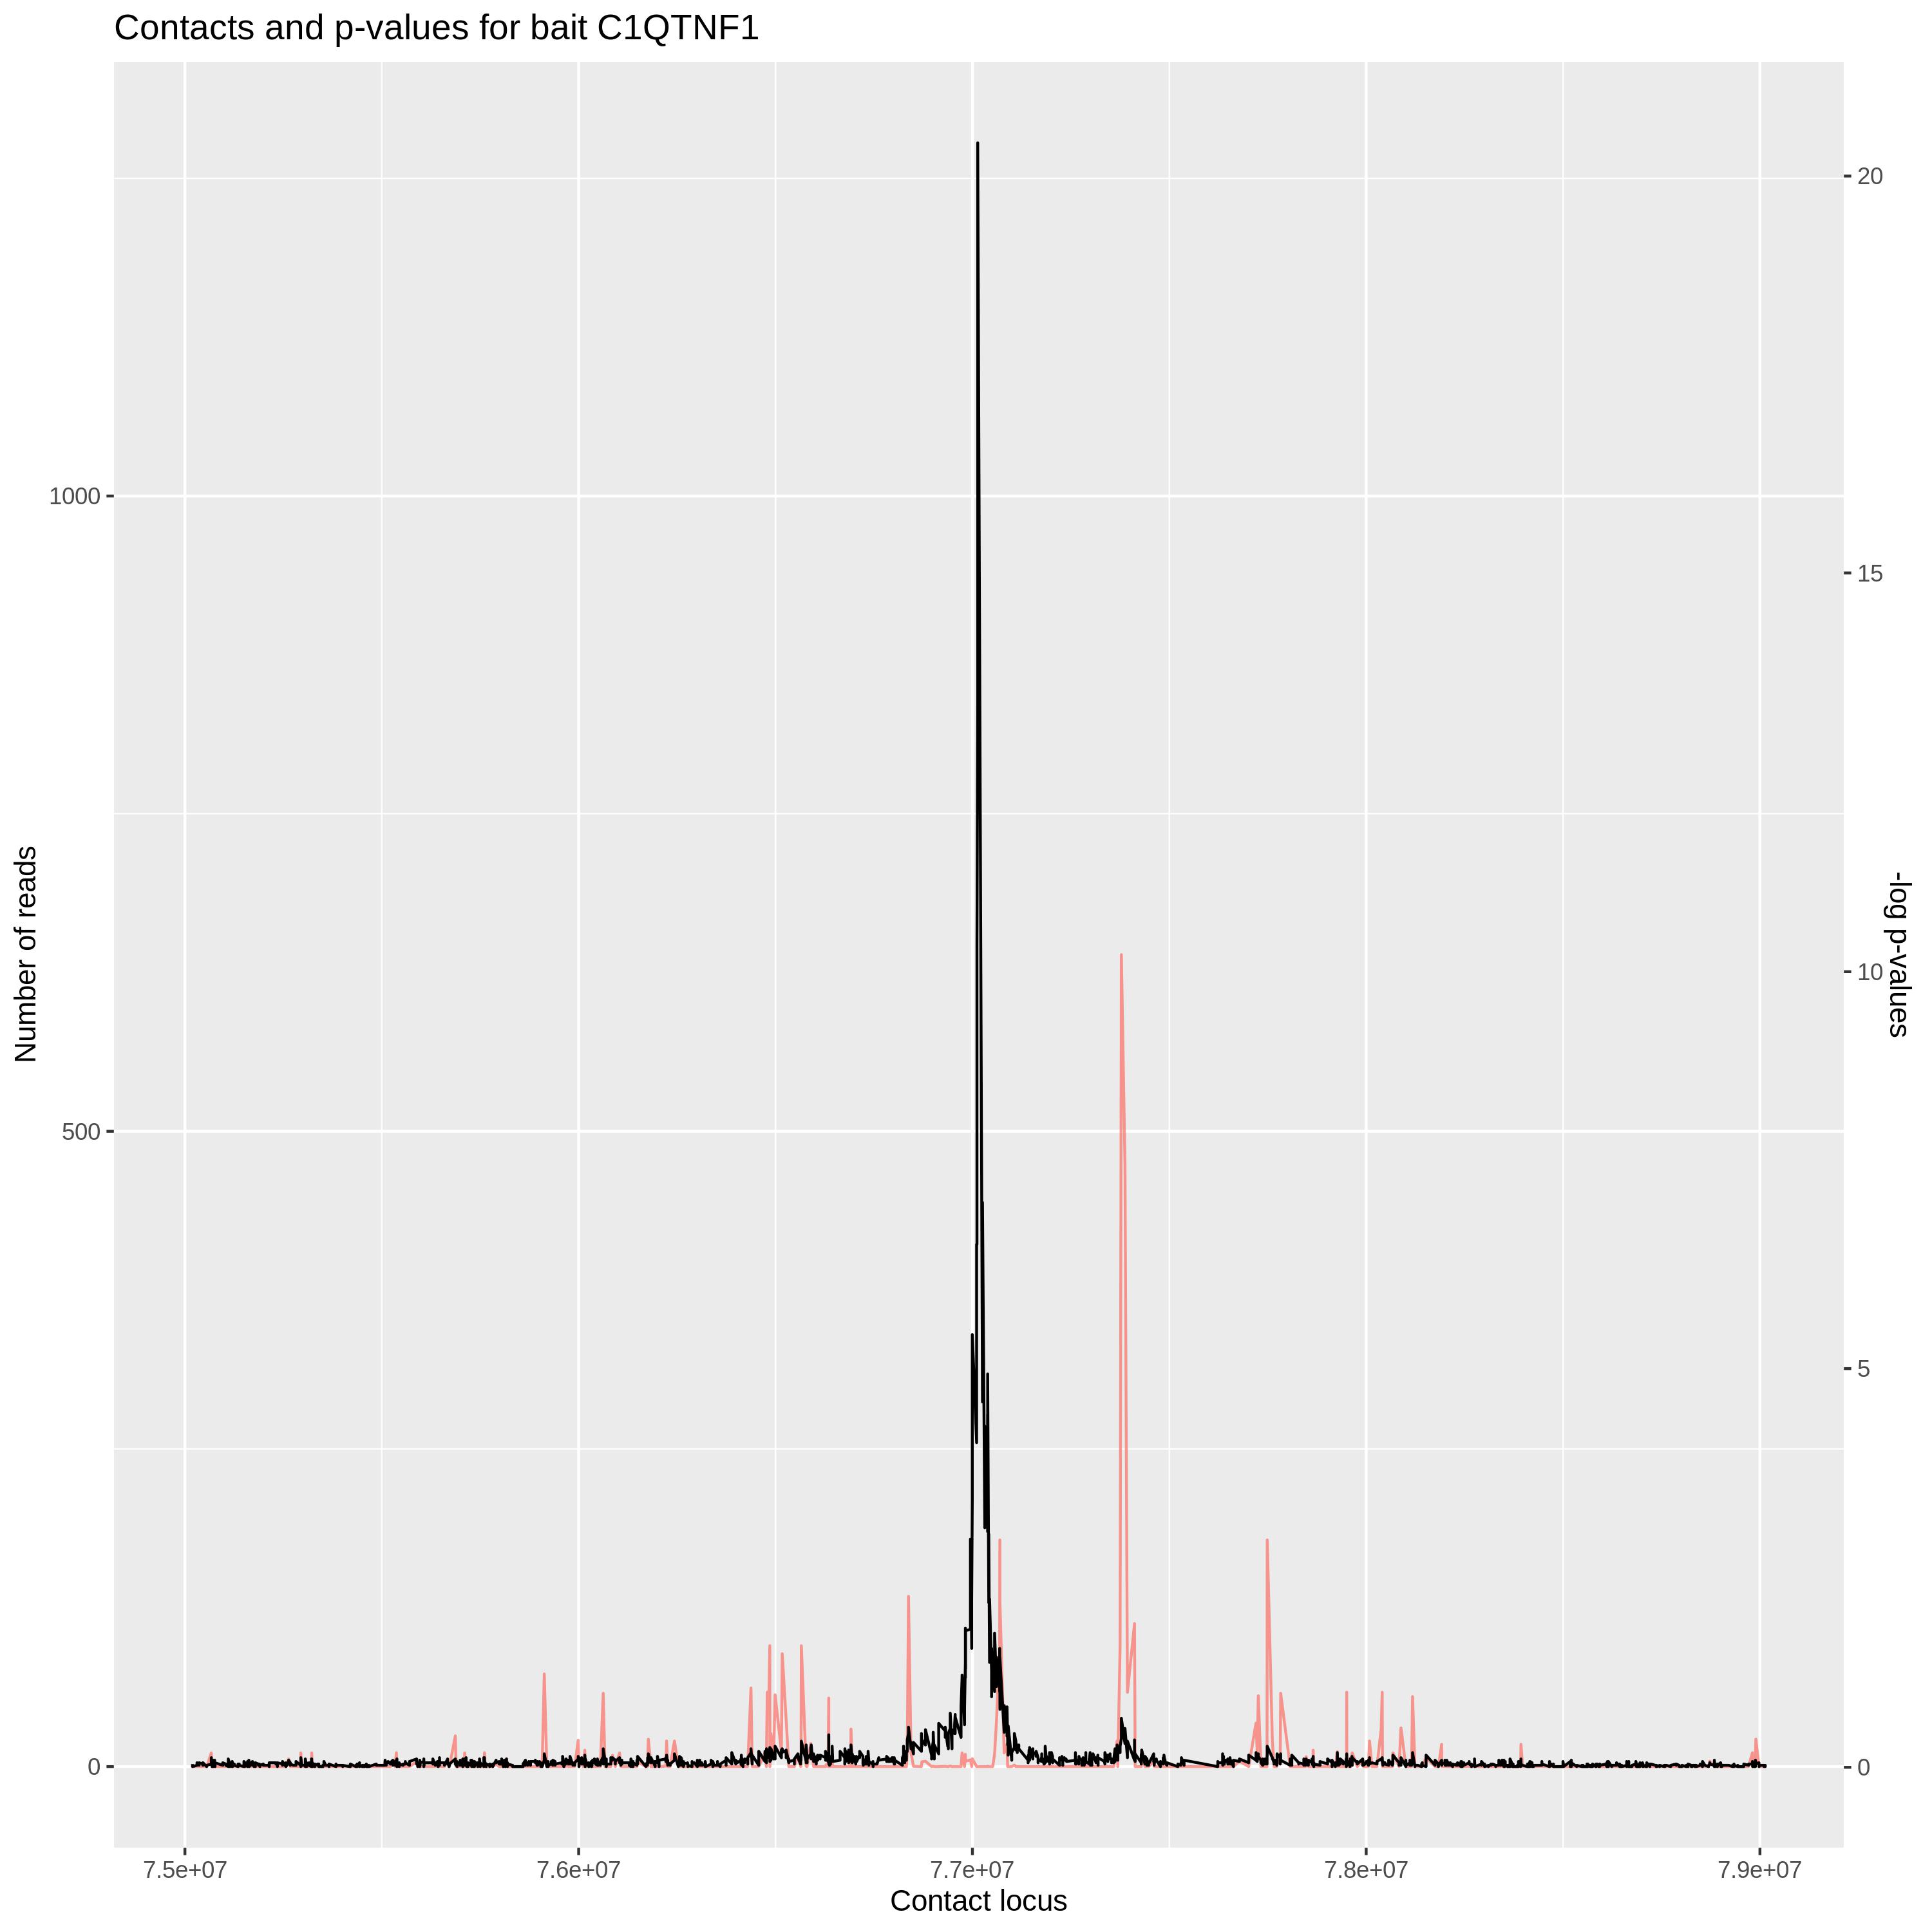 Contacts and p-values for bait C1QTNF1
Number of reads
1000
500
0
20
15
10
5
0
-log p-values
7.5e+07
7.6e+07
7.7e+07
7.8e+07
7.9e+07
Contact locus